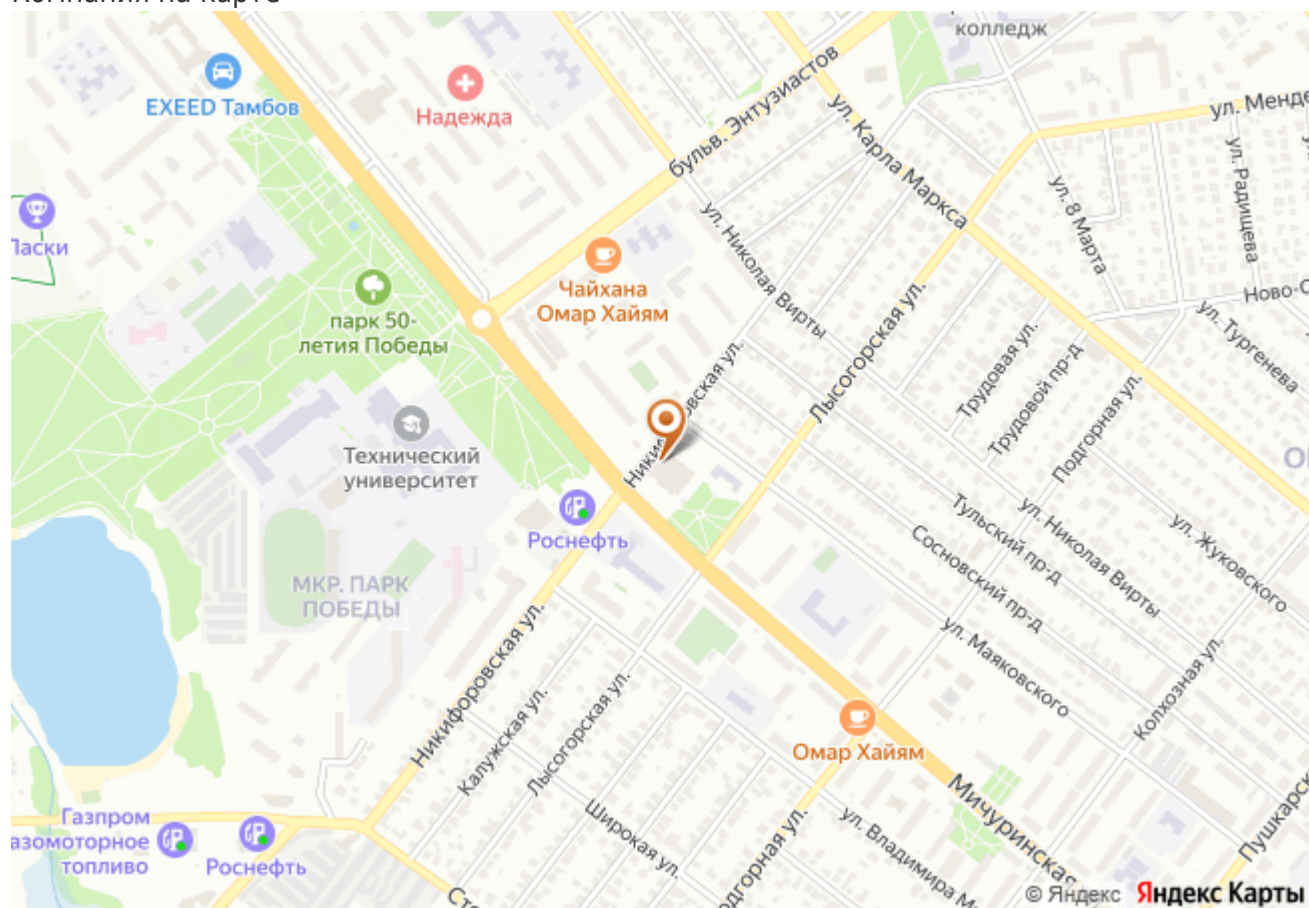 Компания на карте
колледж
EXEED Тамбов
Надежда
бульв. Энтузиастов
ул. Карла Маркса
ул. Менде
ул. Радищева
ул. 8 Марта
Паски
Чайхана
Омар Хайям
ул. Николая Вирты
Лысогорская ул.
Ново-С
ул. Тургенева
парк 50-
летия Победы
Трудовая ул.
Трудовой пр-д
Подгорная ул.
Технический
университет
Роснефть
Тульский пр-д
ул. Николая Вирты
ул. Жуковского
Сосновский пр-д
ул. Маяковского
Колхозная ул.
МКР. ПАРК
ПОБЕДЫ
Никифоровская ул.
Калужская ул.
Лысогорская ул.
Омар Хайям
Мичуринская
Пушкарск
Газпром
азомоторное
топливо
Роснефть
Широкая ул.
ул. Владимира М
© Яндекс Яндекс Карты